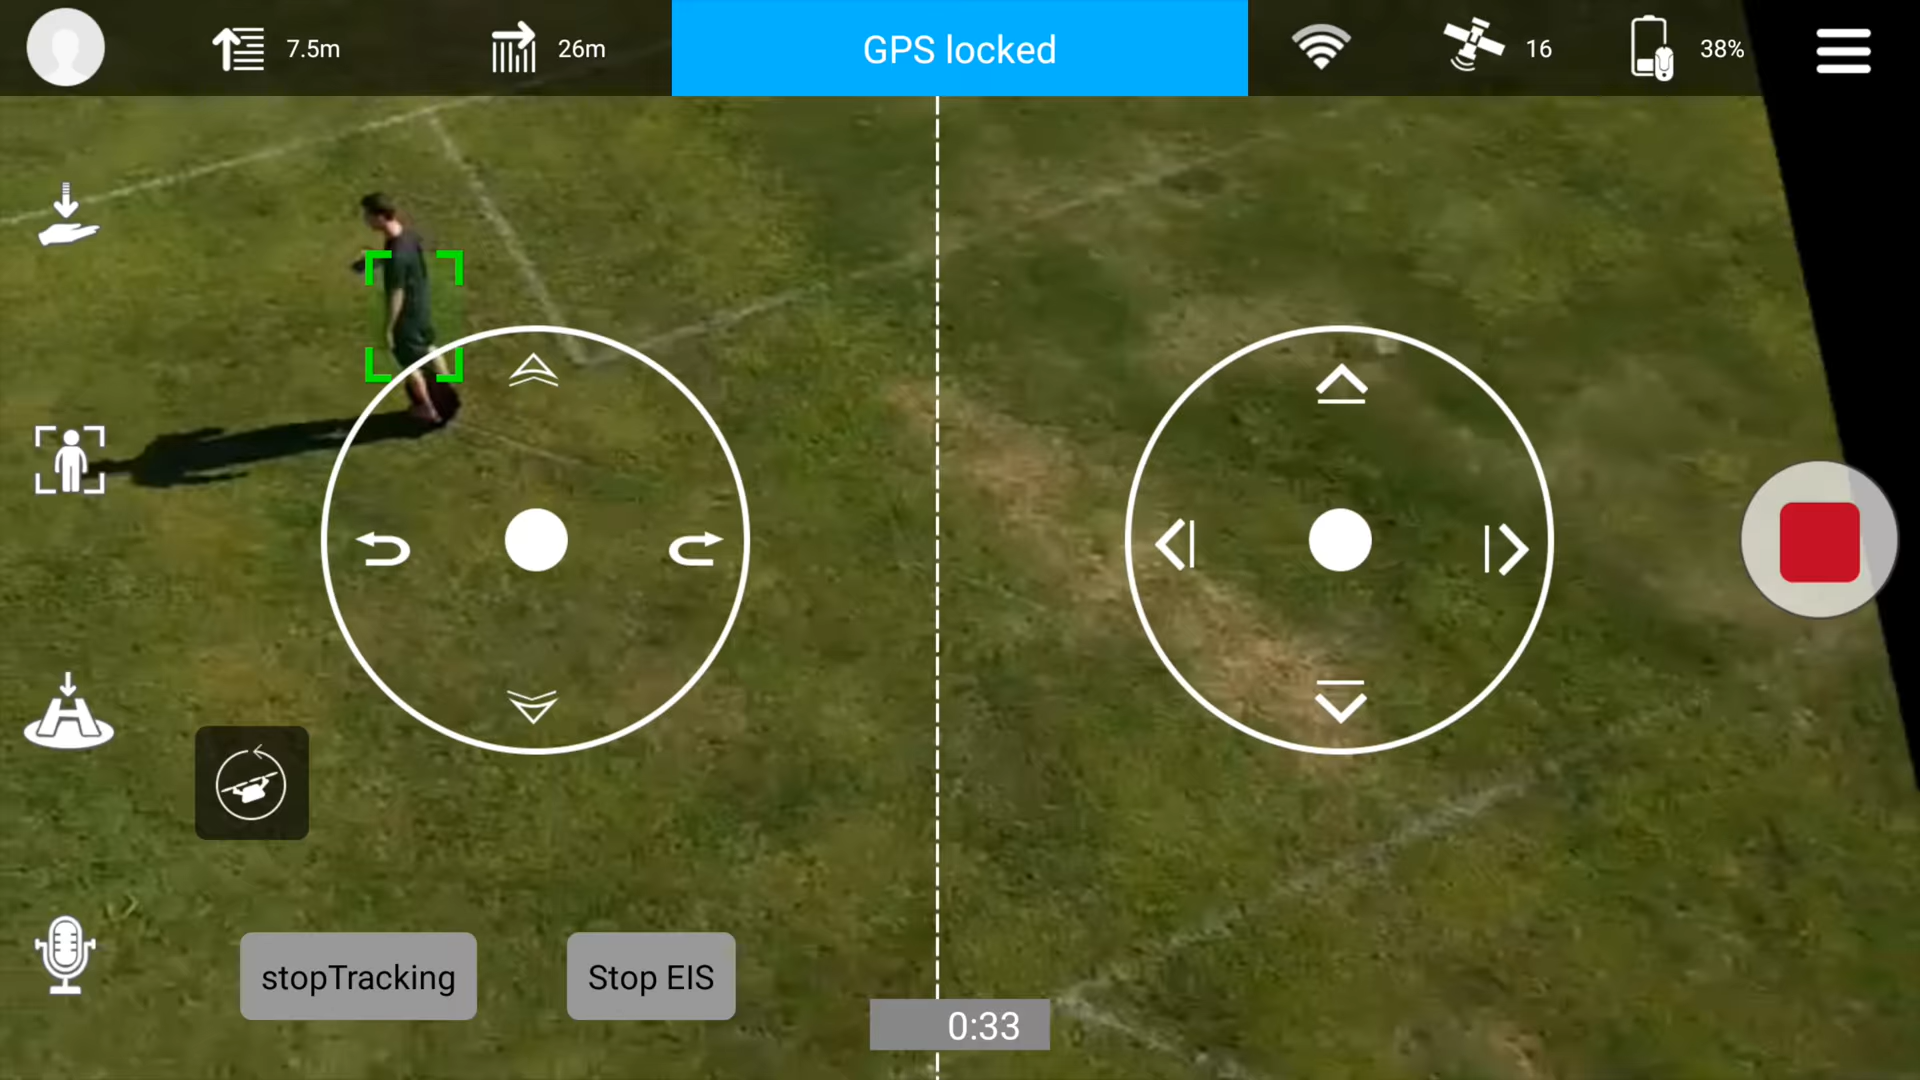 7.5m
26m
GPS locked
16
38%
stopTracking
Stop EIS
0:33